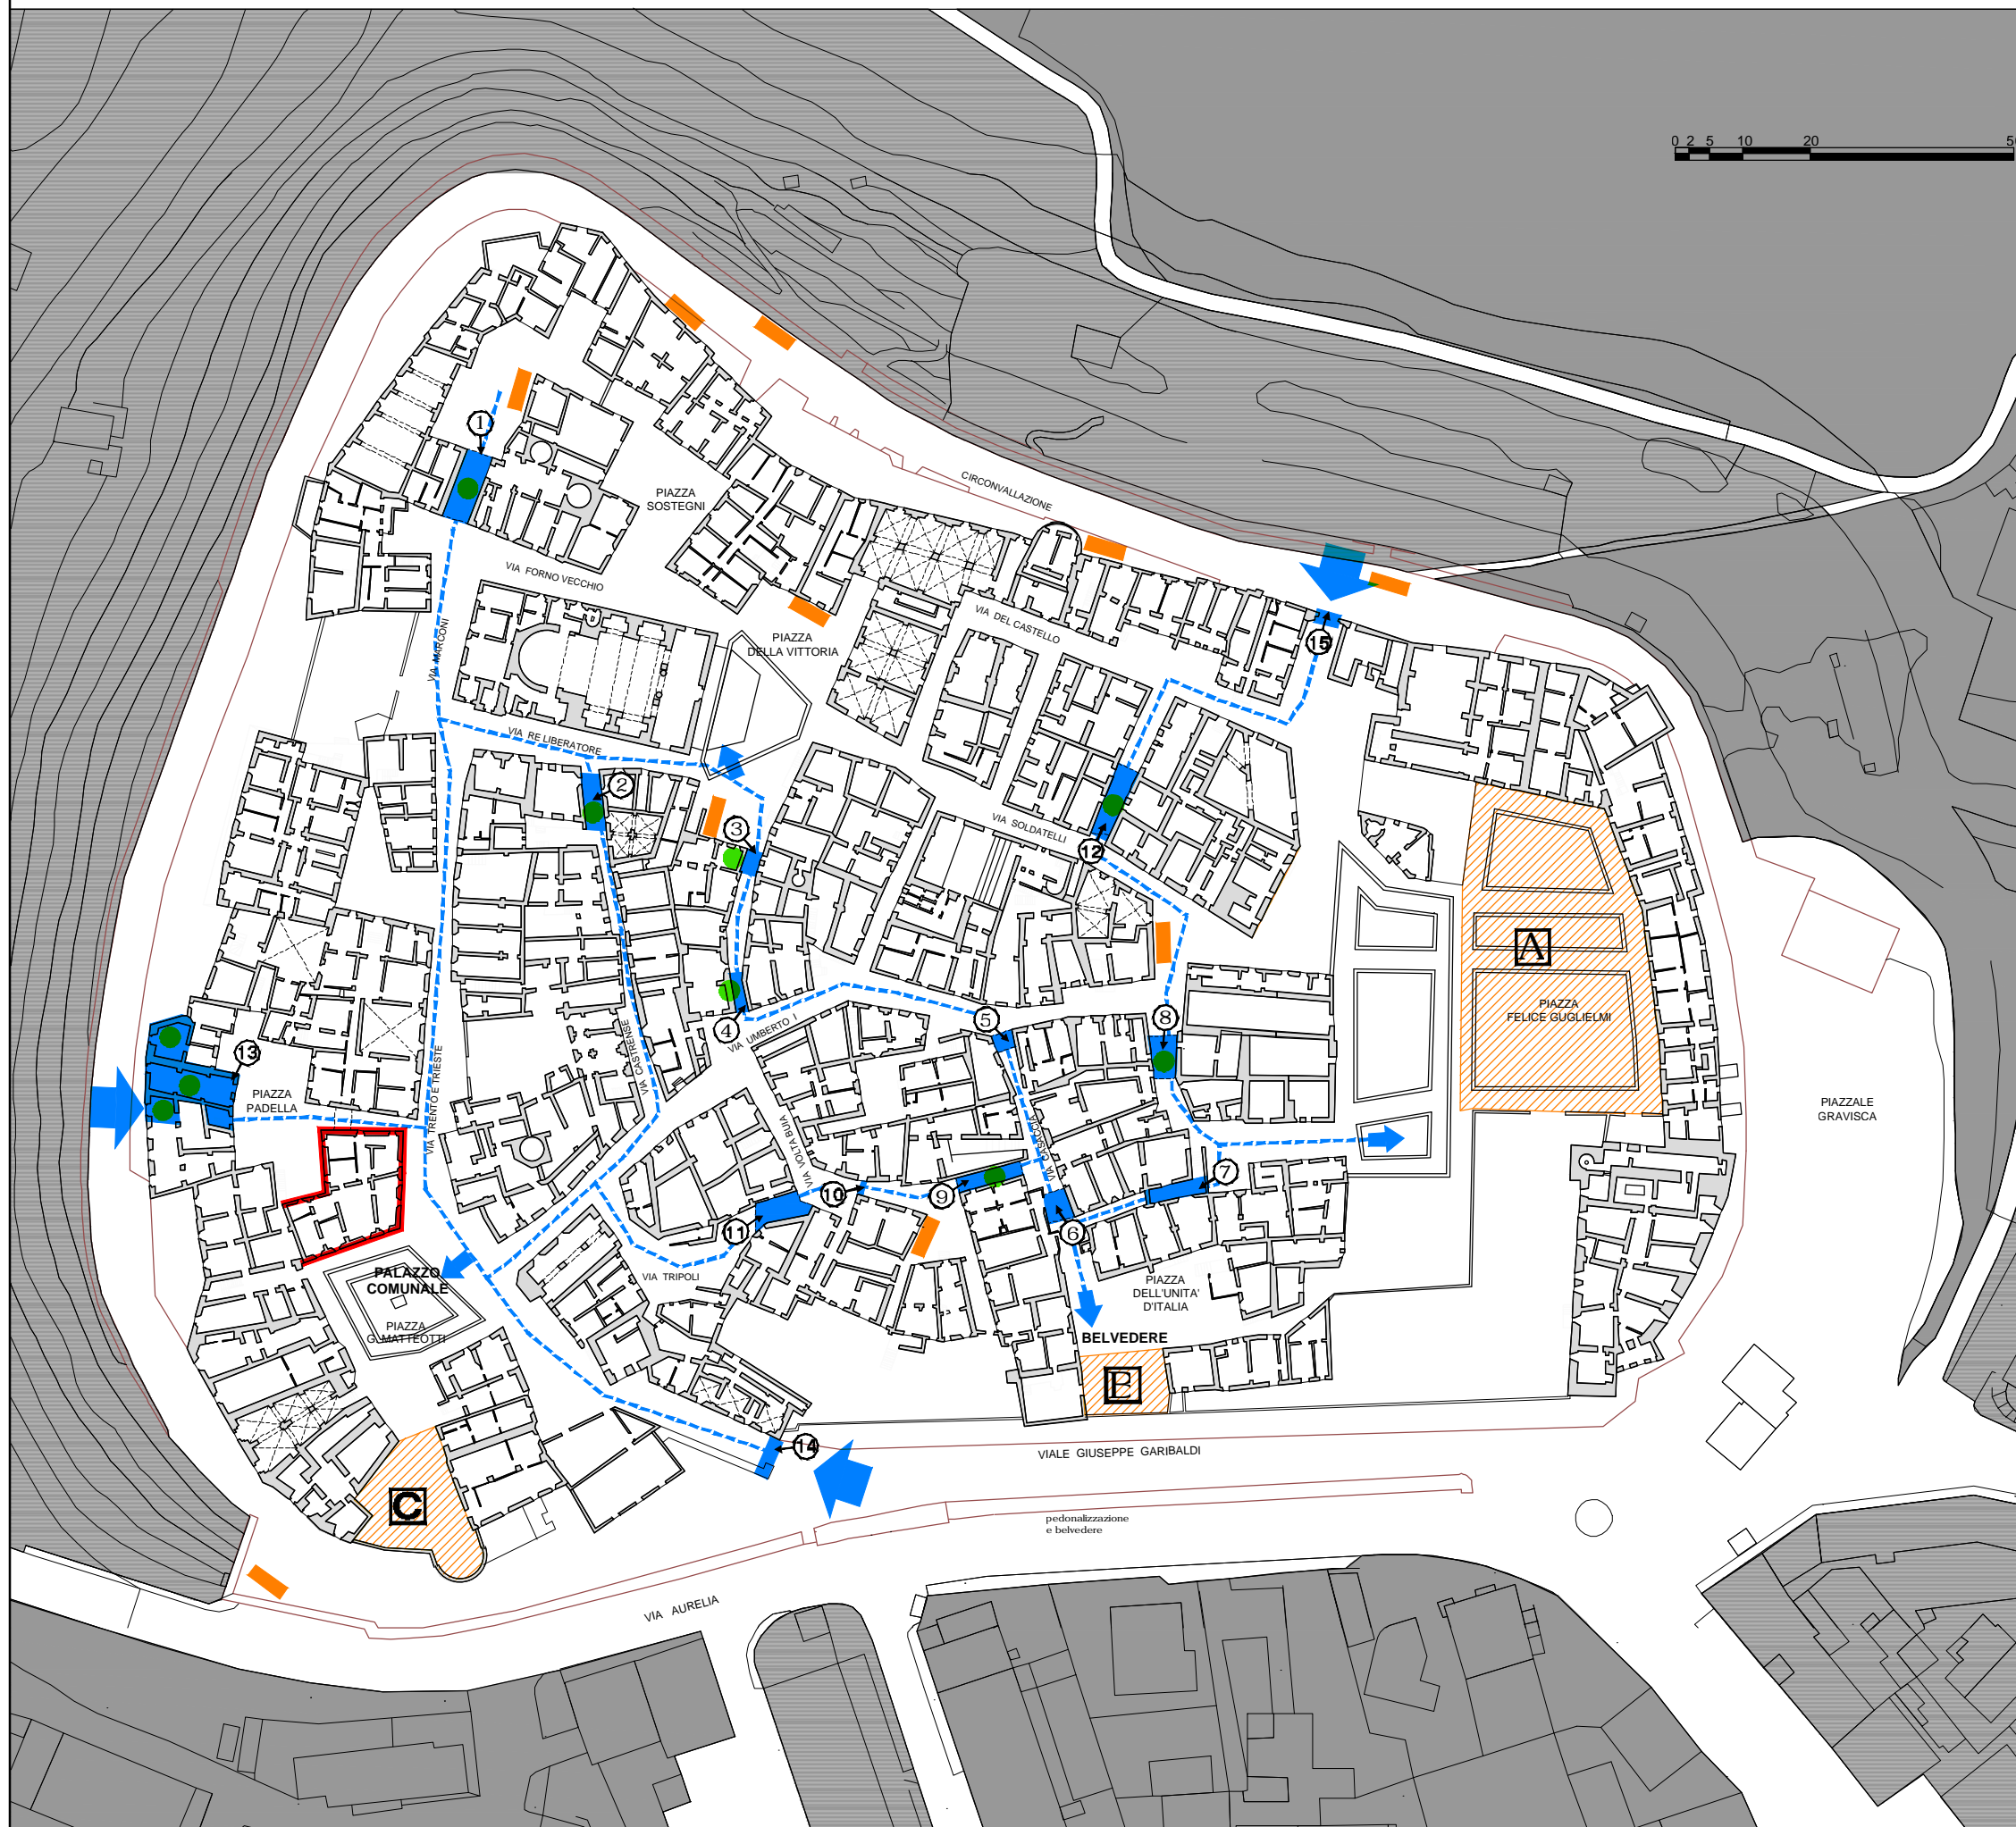 0 2 5 10 20 5
1
CIRCONVALLAZIONE
PIAZZA
SOSTEGNI
VIA FORNO VECCHIO
VIA DEL CASTELLO
PIAZZA
DELLA VITTORIA
15
VIA MARCONI
VIA RE LIBERATORE
2
3
VIA SOLDATELLI
12
A
PIAZZA
FELICE GUGLIELMI
4
VIA UMBERTO I
5
8
13
PIAZZA
PADELLA
VIA TRENTO E TRIESTE
VIA CASTRENSE
PIAZZALE
GRAVISCA
VIA VOLTA BUIA
VIA CASACCIA
7
10
9
11
6
PALAZZO
COMUNALE
VIA TRIPOLI
PIAZZA
DELL'UNITA'
D'ITALIA
PIAZZA
G.MATTEOTTI
BELVEDERE
E
14
VIALE GIUSEPPE GARIBALDI
C
pedonalizzazione
e belvedere
VIA AURELIA